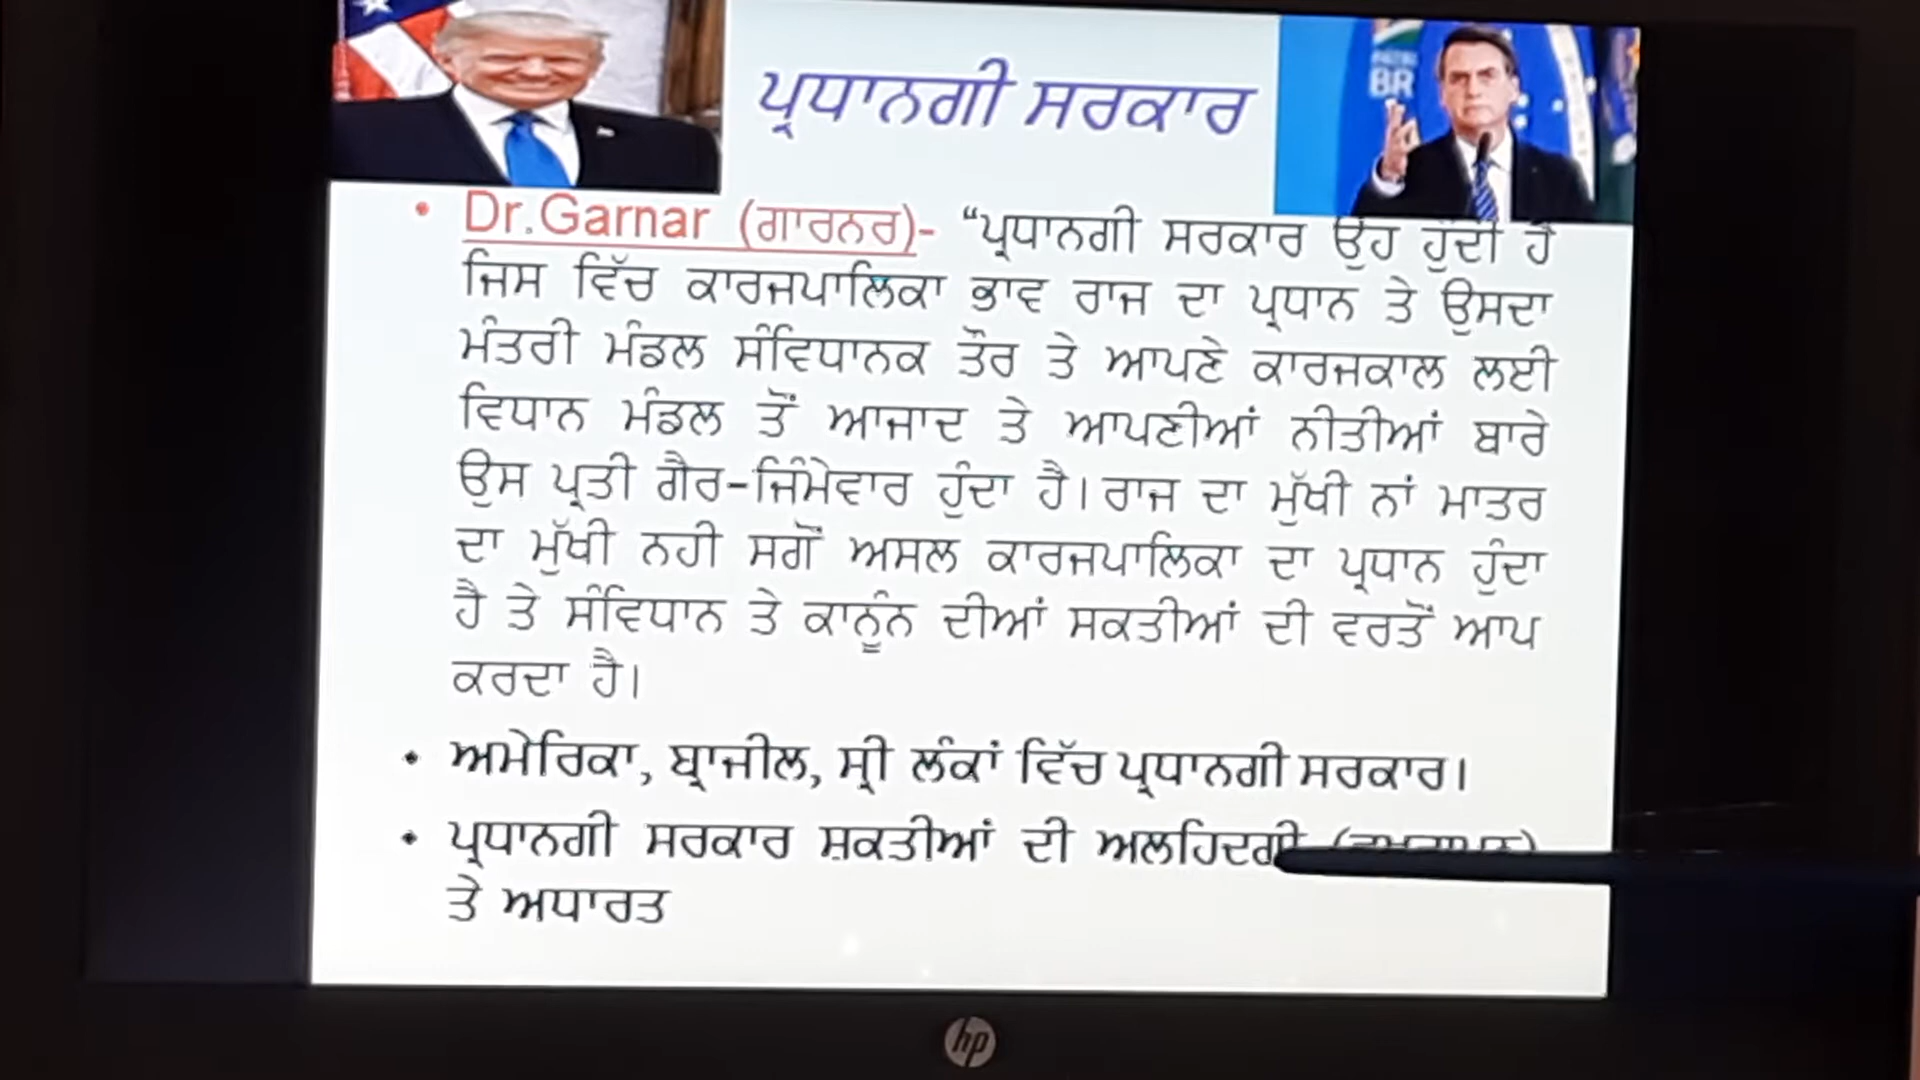 BR
ਪ੍ਰਧਾਨਗੀ ਸਰਕਾਰ
• Dr.Garnar (ਗਾਰਨਰ)- “ਪ੍ਰਧਾਨਗੀ ਸਰਕਾਰ ਉਹ ਹੁੰਦੀ ਹੈ
ਜਿਸ ਵਿੱਚ ਕਾਰਜਪਾਲਿਕਾ ਭਾਵ ਰਾਜ ਦਾ ਪ੍ਰਧਾਨ ਤੇ ਉਸਦਾ
ਮੰਤਰੀ ਮੰਡਲ ਸੰਵਿਧਾਨਕ ਤੌਰ ਤੇ ਆਪਣੇ ਕਾਰਜਕਾਲ ਲਈ
ਵਿਧਾਨ ਮੰਡਲ ਤੋਂ ਆਜਾਦ ਤੇ ਆਪਣੀਆਂ ਨੀਤੀਆਂ ਬਾਰੇ
ਉਸ ਪ੍ਰਤੀ ਗੈਰ-ਜਿੰਮੇਵਾਰ ਹੁੰਦਾ ਹੈ। ਰਾਜ ਦਾ ਮੁੱਖੀ ਨਾਂ ਮਾਤਰ
ਦਾ ਮੁੱਖੀ ਨਹੀ ਸਗੋਂ ਅਸਲ ਕਾਰਜਪਾਲਿਕਾ ਦਾ ਪ੍ਰਧਾਨ ਹੁੰਦਾ
ਹੈ ਤੇ ਸੰਵਿਧਾਨ ਤੇ ਕਾਨੂੰਨ ਦੀਆਂ ਸਕਤੀਆਂ ਦੀ ਵਰਤੋਂ ਆਪ
ਕਰਦਾ ਹੈ।
• ਅਮੇਰਿਕਾ, ਬ੍ਰਾਜੀਲ, ਸ੍ਰੀ ਲੰਕਾਂ ਵਿੱਚ ਪ੍ਰਧਾਨਗੀ ਸਰਕਾਰ।
• ਪ੍ਰਧਾਨਗੀ ਸਰਕਾਰ ਸ਼ਕਤੀਆਂ ਦੀ ਅਲਹਿਦਗੀ
ਤੇ ਅਧਾਰਤ
hp